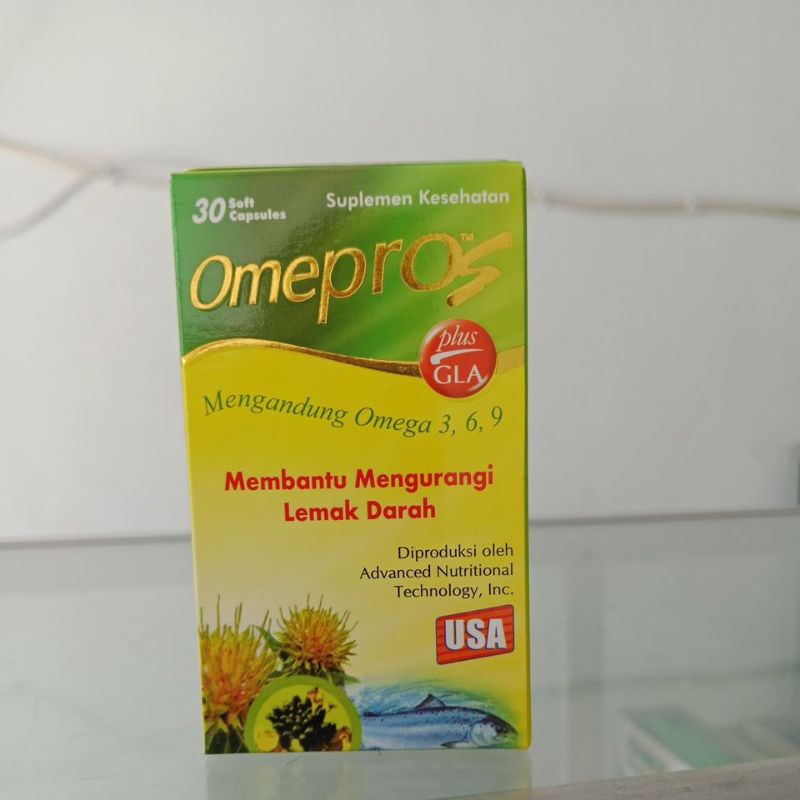 30 Soft Capsules
Suplemen Kesehatan
Omepros™
plus
GLA
Mengandung Omega 3, 6, 9
Membantu Mengurangi
Lemak Darah
Diproduksi oleh
Advanced Nutritional
Technology, Inc.
USA